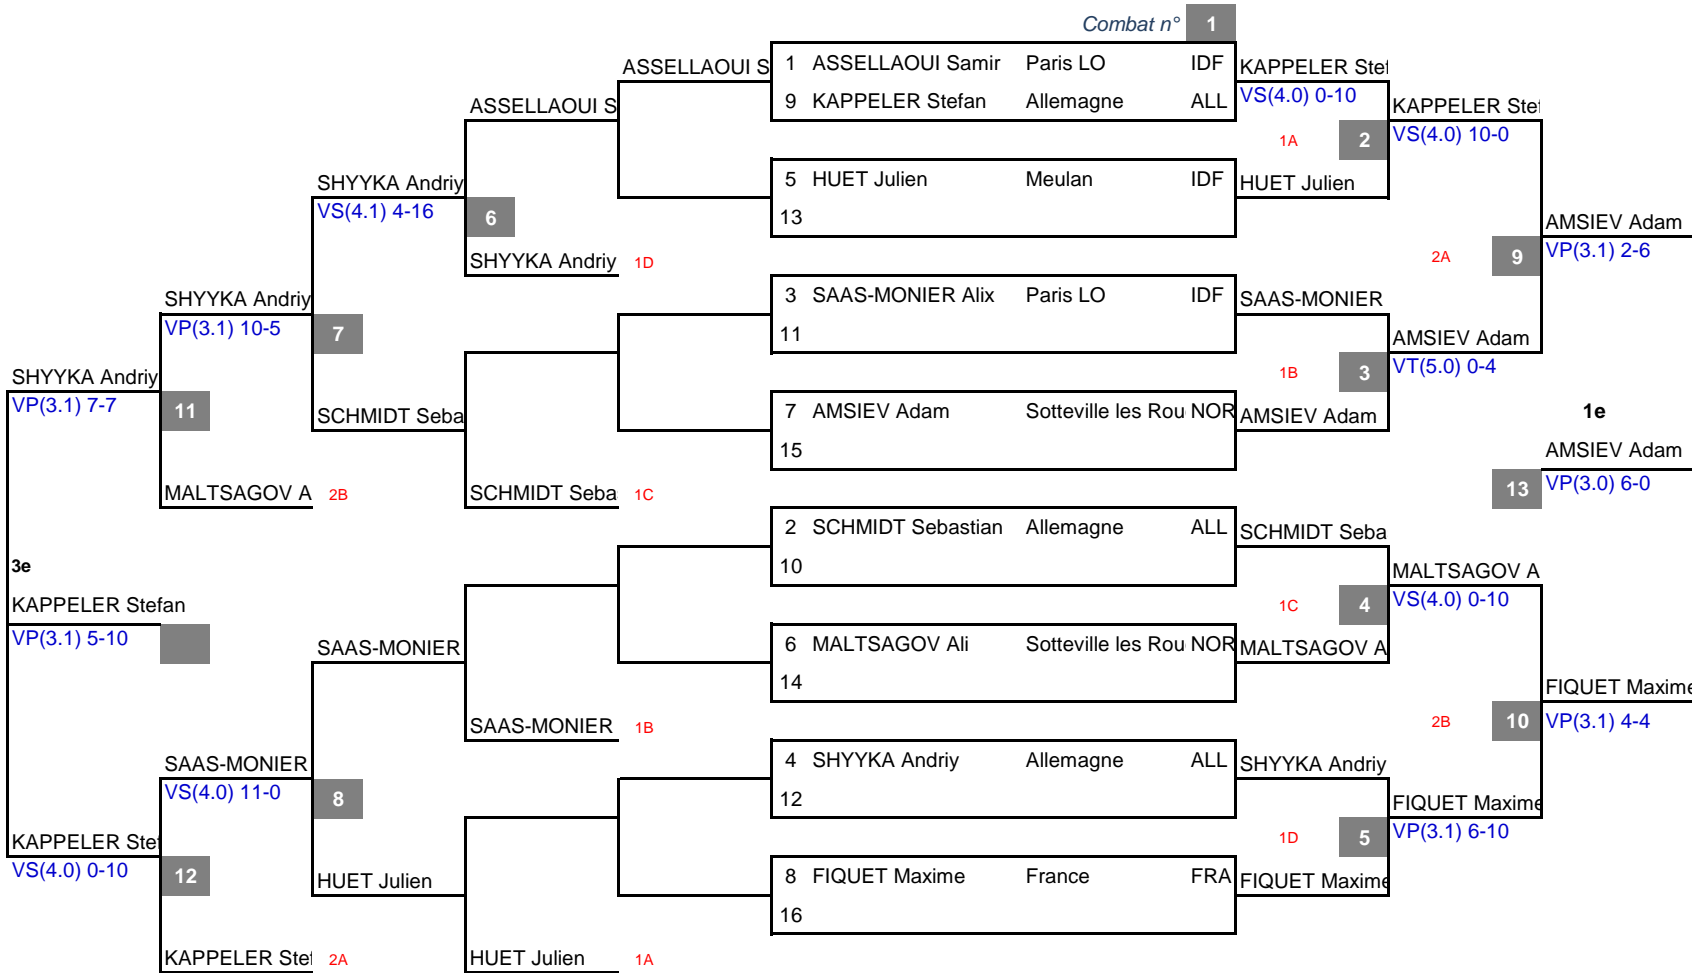 Combat n° 1
ASSELLAOUI S 1 ASSELLAOUI Samir Paris LO IDF KAPPELER Stef
ASSELLAOUI S 9 KAPPELER Stefan Allemagne ALL VS(4.0) 0-10 KAPPELER Stef
1A 2 VS(4.0) 10-0
SHYYKA Andriy 5 HUET Julien Meulan IDF HUET Julien
VS(4.1) 4-16 6 13 AMSIEV Adam
SHYYKA Andriy 1D 2A 9 VP(3.1) 2-6
SHYYKA Andriy 3 SAAS-MONIER Alix Paris LO IDF SAAS-MONIER
VP(3.1) 10-5 7 11 AMSIEV Adam
SHYYKA Andriy 1B 3 VT(5.0) 0-4
VP(3.1) 7-7 11 SCHMIDT Seba 7 AMSIEV Adam Sotteville les Rou NOR AMSIEV Adam 1e
15 AMSIEV Adam
MALTSAGOV A 2B SCHMIDT Seba 1C 13 VP(3.0) 6-0
2 SCHMIDT Sebastian Allemagne ALL SCHMIDT Seba
3e 10 MALTSAGOV A
KAPPELER Stefan 1C 4 VS(4.0) 0-10
VP(3.1) 5-10 SAAS-MONIER 6 MALTSAGOV Ali Sotteville les Rou NOR MALTSAGOV A
14 FIQUET Maxime
SAAS-MONIER 1B 2B 10 VP(3.1) 4-4
SAAS-MONIER 4 SHYYKA Andriy Allemagne ALL SHYYKA Andriy
VS(4.0) 11-0 8 12 FIQUET Maxime
KAPPELER Stef 1D 5 VP(3.1) 6-10
VS(4.0) 0-10 12 HUET Julien 8 FIQUET Maxime France FRA FIQUET Maxime
16
KAPPELER Stef 2A HUET Julien 1A